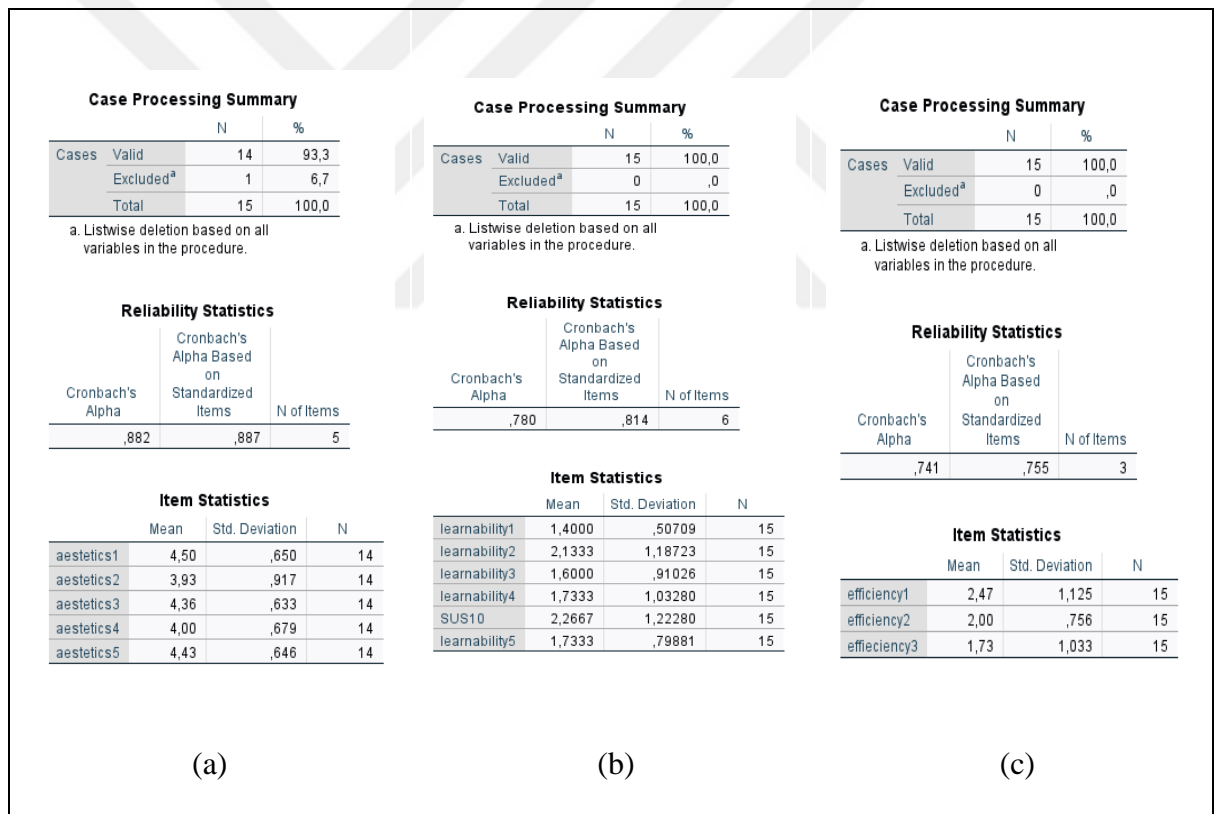 Case Processing Summary
N %
Cases Valid 14 93,3
Excludedª 1 6,7
Total 15 100,0
a. Listwise deletion based on all
variables in the procedure.
Reliability Statistics
Cronbach's
Alpha
Cronbach's
Alpha Based
on
Standardized
Items
N of Items
,882 ,887 5
Item Statistics
Mean Std. Deviation N
aestetics1 4,50 ,650 14
aestetics2 3,93 ,917 14
aestetics3 4,36 ,633 14
aestetics4 4,00 ,679 14
aestetics5 4,43 ,646 14
(a)
Case Processing Summary
N %
Cases Valid 15 100,0
Excludedª 0 ,0
Total 15 100,0
a. Listwise deletion based on all
variables in the procedure.
Reliability Statistics
Cronbach's
Alpha
Cronbach's
Alpha Based
on
Standardized
Items
N of Items
,780 ,814 6
Item Statistics
Mean Std. Deviation N
learnability1 1,4000 ,50709 15
learnability2 2,1333 1,18723 15
learnability3 1,6000 ,91026 15
learnability4 1,7333 1,03280 15
SUS10 2,2667 1,22280 15
learnability5 1,7333 ,79881 15
(b)
Case Processing Summary
N %
Cases Valid 15 100,0
Excludedª 0 ,0
Total 15 100,0
a. Listwise deletion based on all
variables in the procedure.
Reliability Statistics
Cronbach's
Alpha
Cronbach's
Alpha Based
on
Standardized
Items
N of Items
,741 ,755 3
Item Statistics
Mean Std. Deviation N
efficiency1 2,47 1,125 15
efficiency2 2,00 ,756 15
effieciency3 1,73 1,033 15
(c)